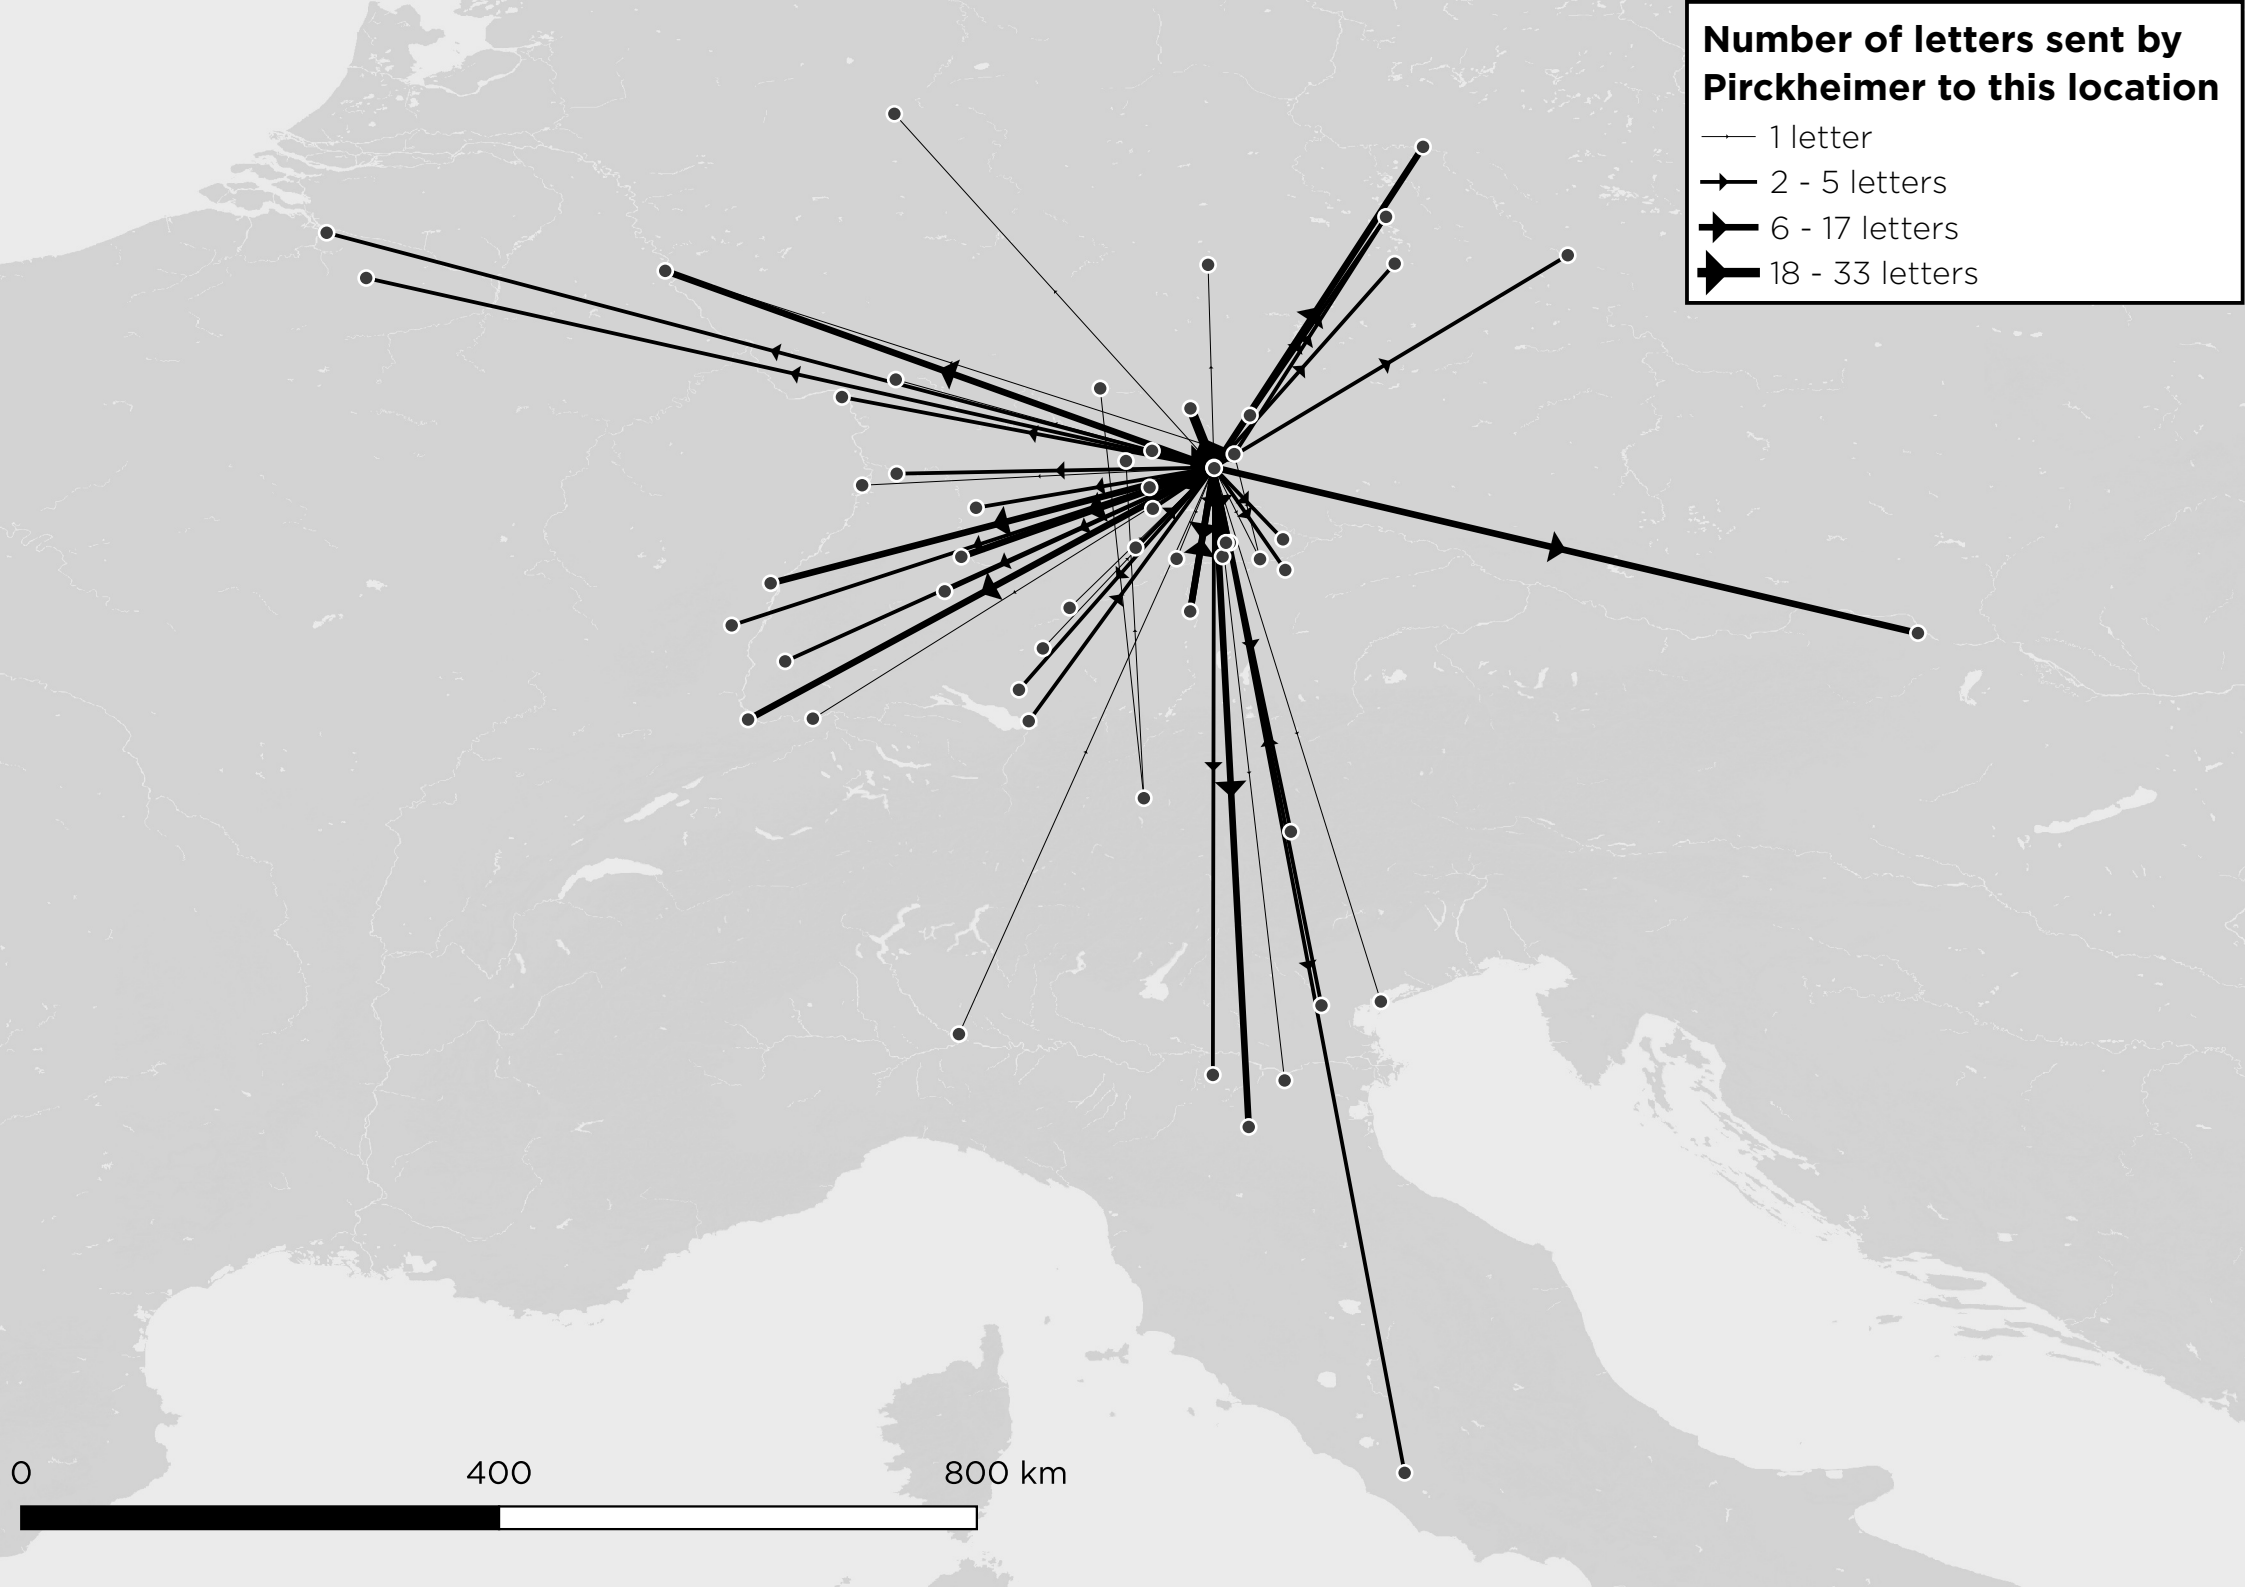 Number of letters sent by
Pirckheimer to this location
1 letter
2 - 5 letters
6 - 17 letters
18 - 33 letters
0 400 800 km